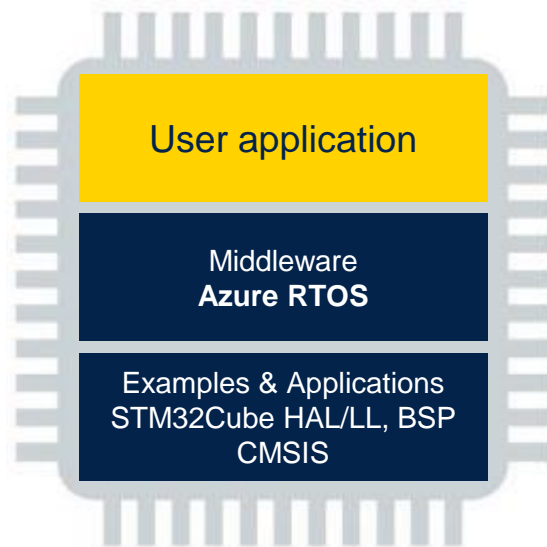 User application
Middleware
Azure RTOS
Examples & Applications
STM32Cube HAL/LL, BSP
CMSIS